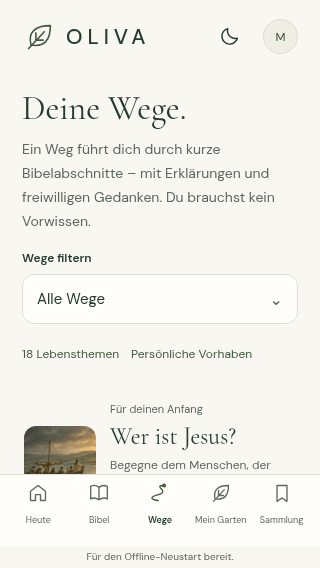 OLIVA
M
Deine Wege.
Ein Weg führt dich durch kurze
Bibelabschnitte – mit Erklärungen und
freiwilligen Gedanken. Du brauchst kein
Vorwissen.
Wege filtern
Alle Wege
18 Lebensthemen Persönliche Vorhaben
Für deinen Anfang
Wer ist Jesus?
Begegne dem Menschen, der
Heute Bibel Wege Mein Garten Sammlung
Für den Offline-Neustart bereit.